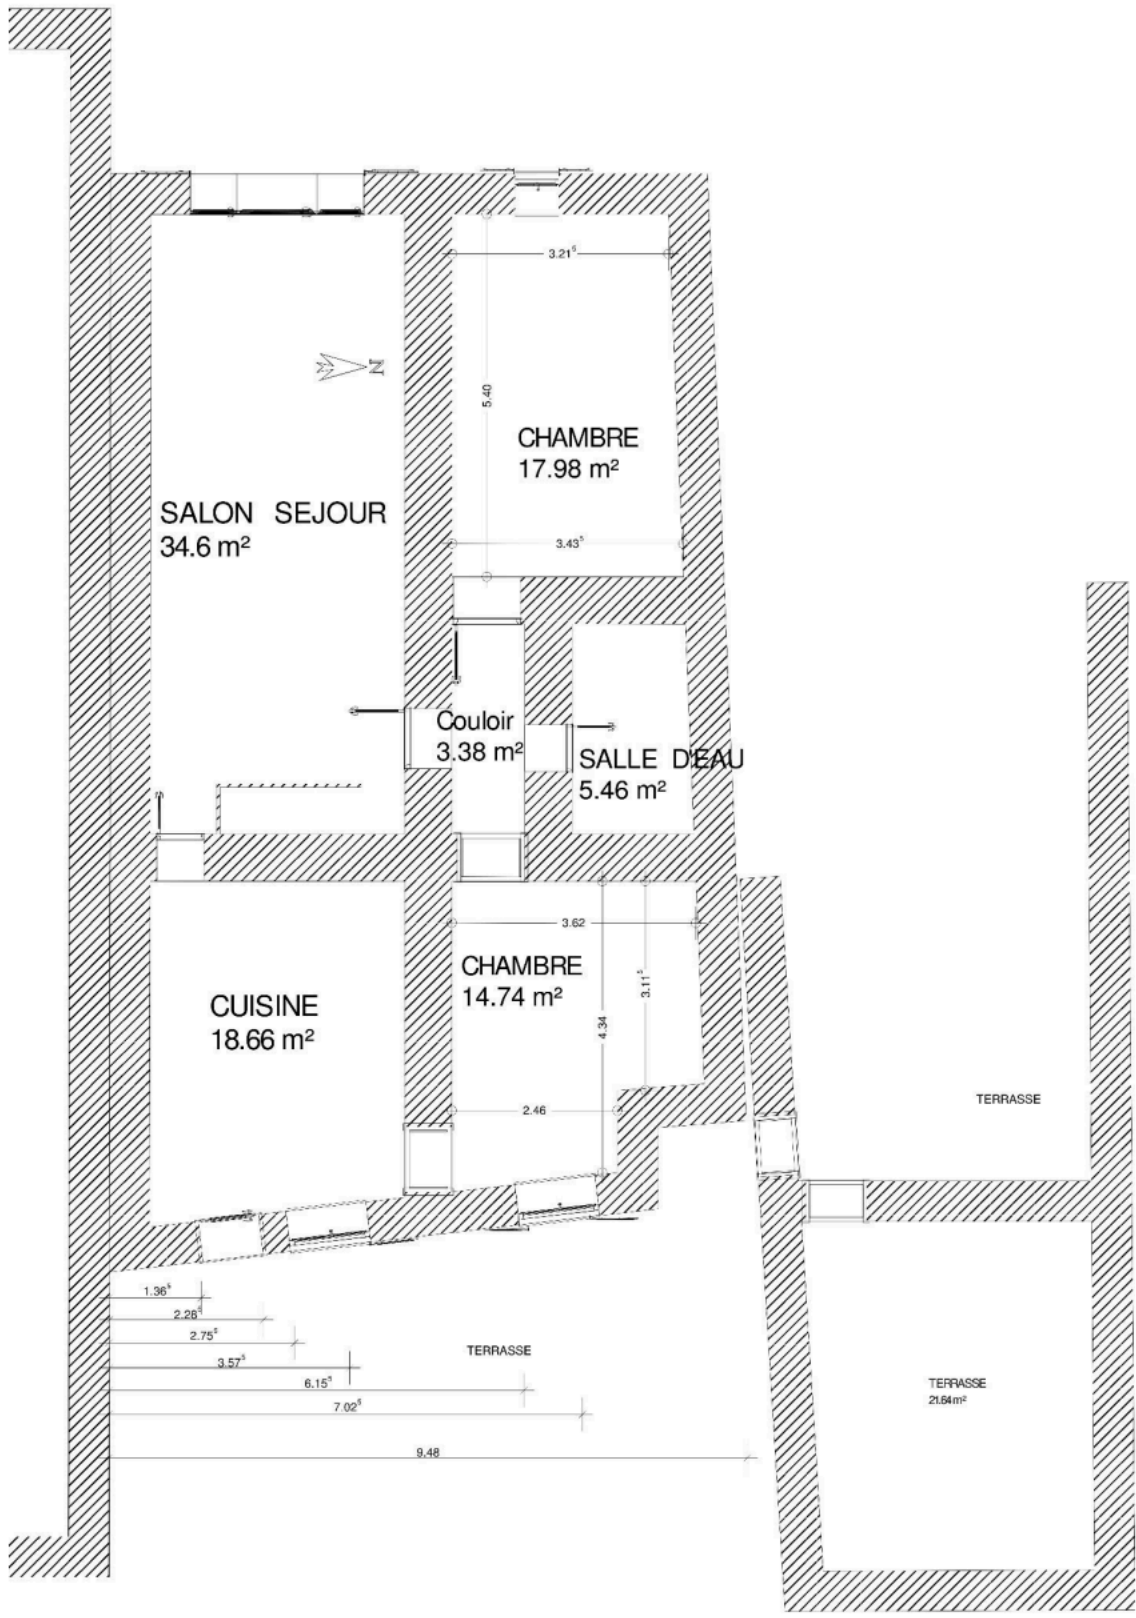 3.21⁵
5.40
N
CHAMBRE
17.98 m²
SALON SEJOUR
34.6 m²
3.43⁵
Couloir
3.38 m²
SALLE D'EAU
5.46 m²
3.62
CHAMBRE
14.74 m²
3.11⁵
4.34
CUISINE
18.66 m²
2.46
TERRASSE
1.36⁵
2.28⁵
2.75⁵
3.57⁵
6.15⁵
7.02⁵
9.48
TERRASSE
TERRASSE
21.64 m²